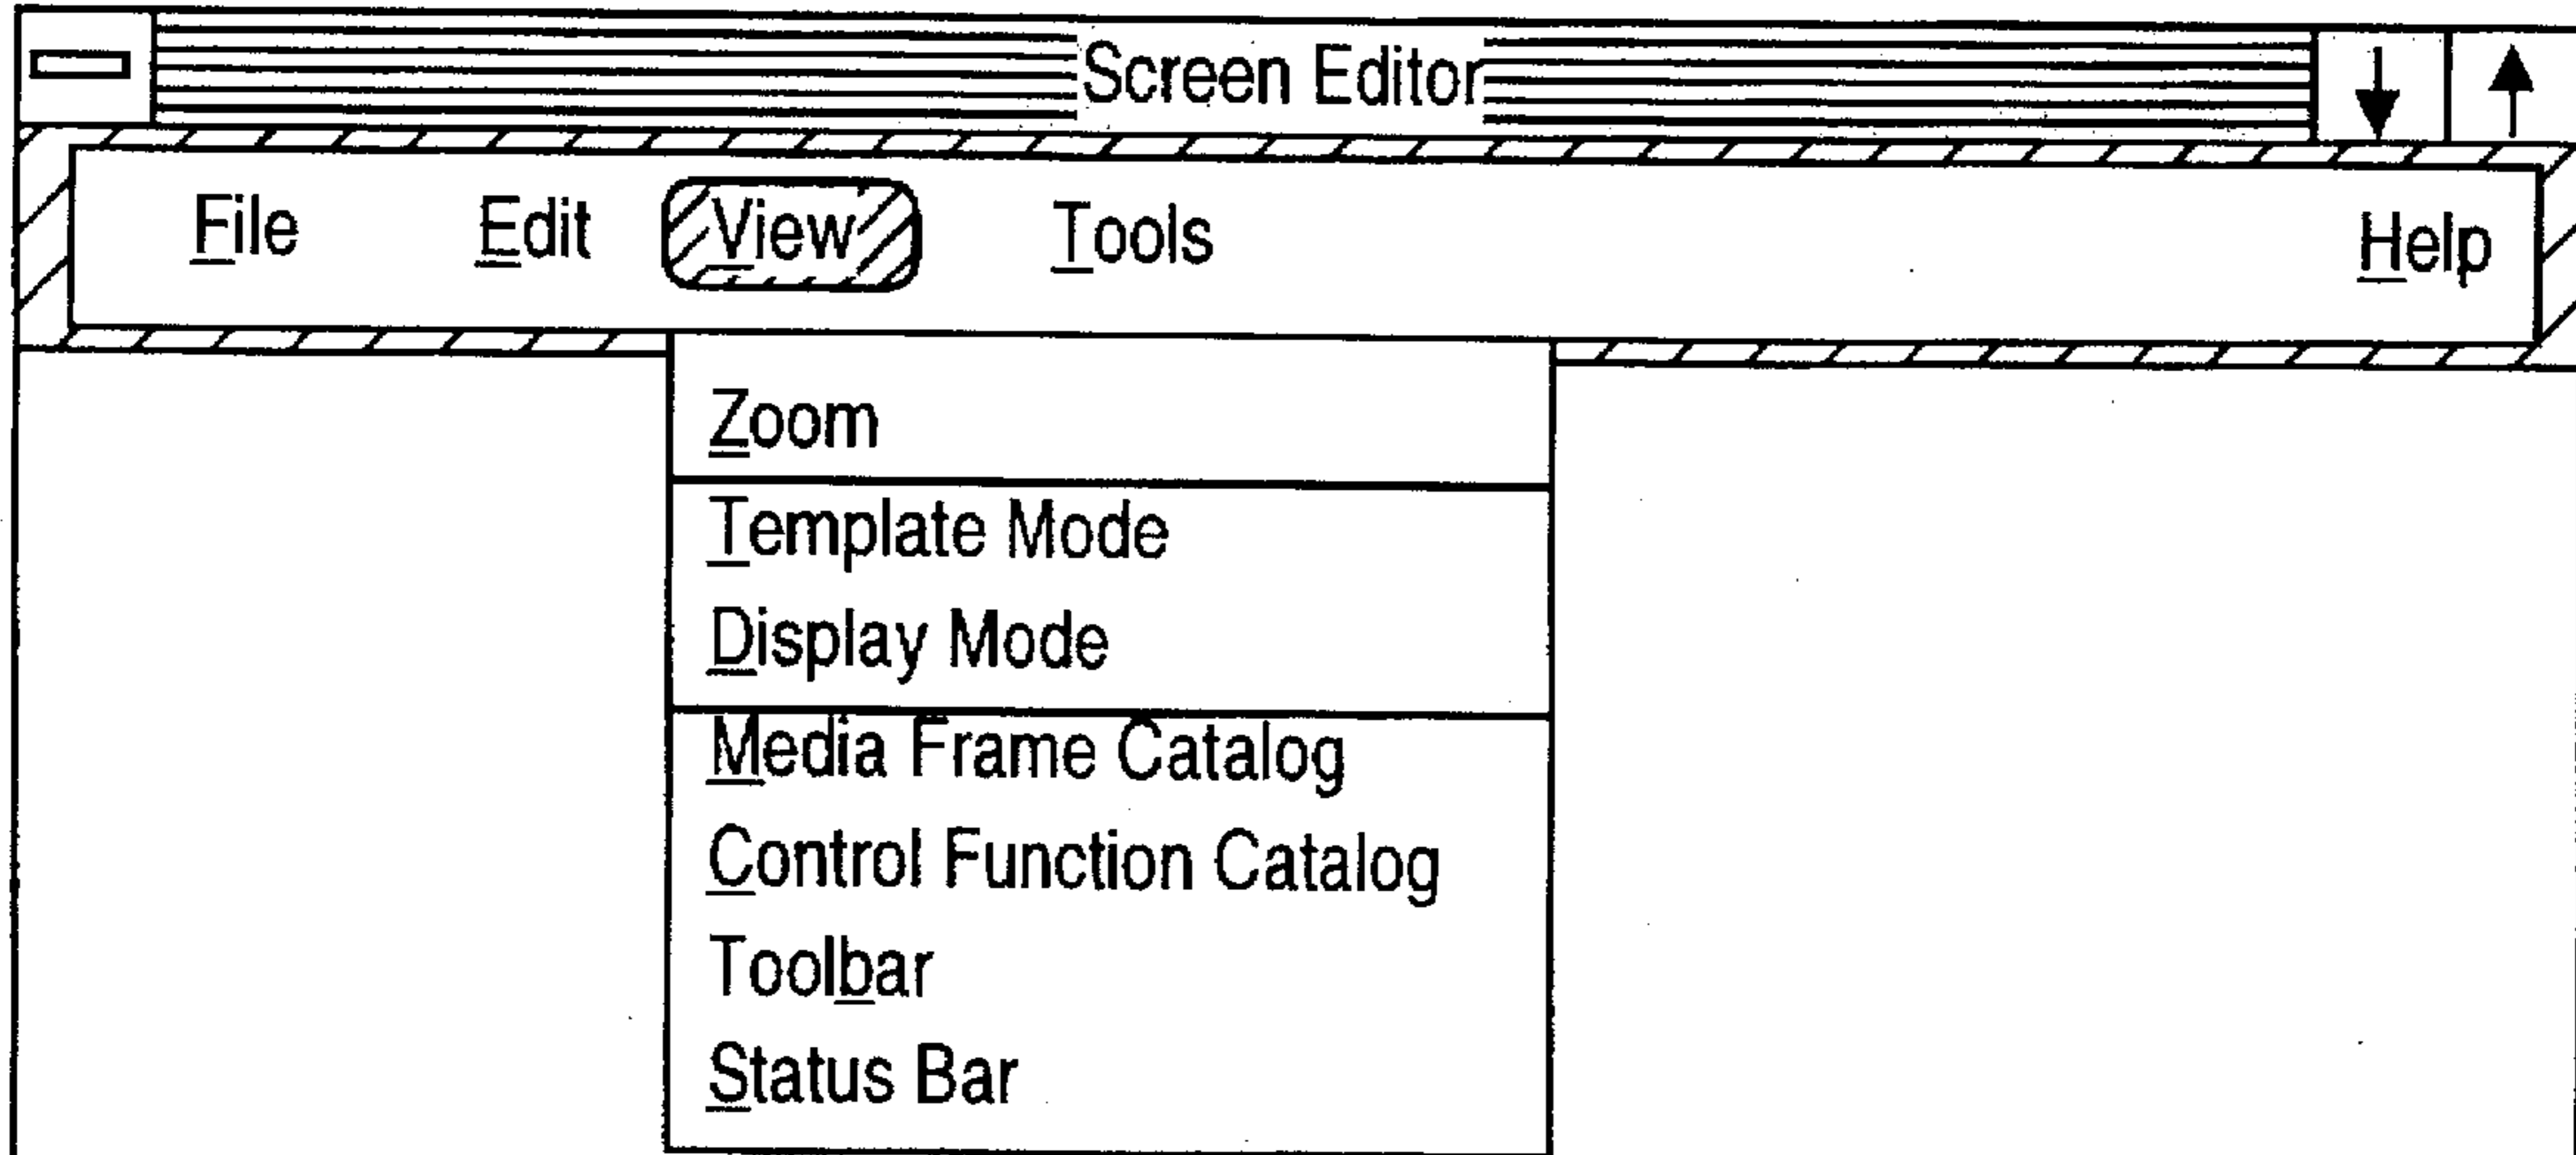 Screen Editor
File Edit View Tools Help
Zoom
Template Mode
Display Mode
Media Frame Catalog
Control Function Catalog
Toolbar
Status Bar